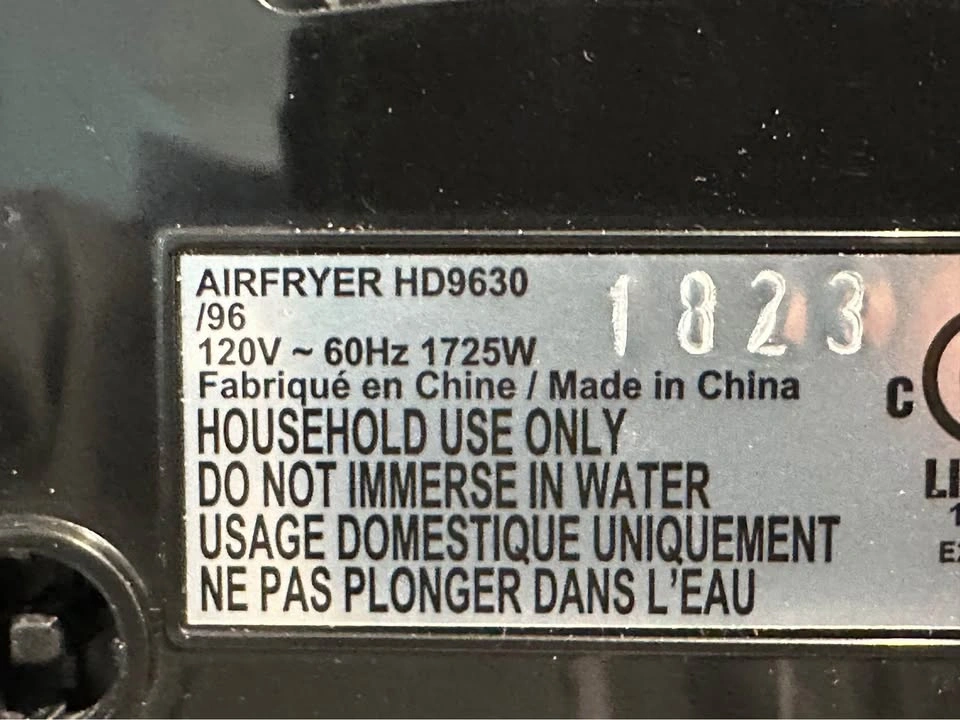 AIRFRYER HD9630
/96
1823
120V ~ 60Hz 1725W
Fabriqué en Chine / Made in China
HOUSEHOLD USE ONLY
DO NOT IMMERSE IN WATER
USAGE DOMESTIQUE UNIQUEMENT
NE PAS PLONGER DANS L'EAU
C